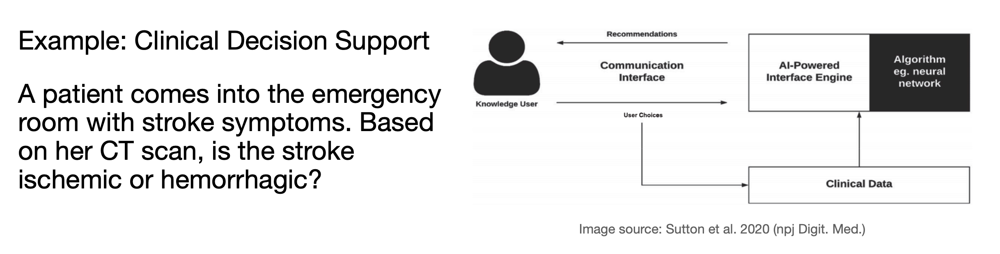 Example: Clinical Decision Support
A patient comes into the emergency
room with stroke symptoms. Based
on her CT scan, is the stroke
ischemic or hemorrhagic?
Recommendations
Communication
Interface
Knowledge User
User Choices
AI-Powered
Interface Engine
Algorithm
eg. neural
network
Clinical Data
Image source: Sutton et al. 2020 (npj Digit. Med.)